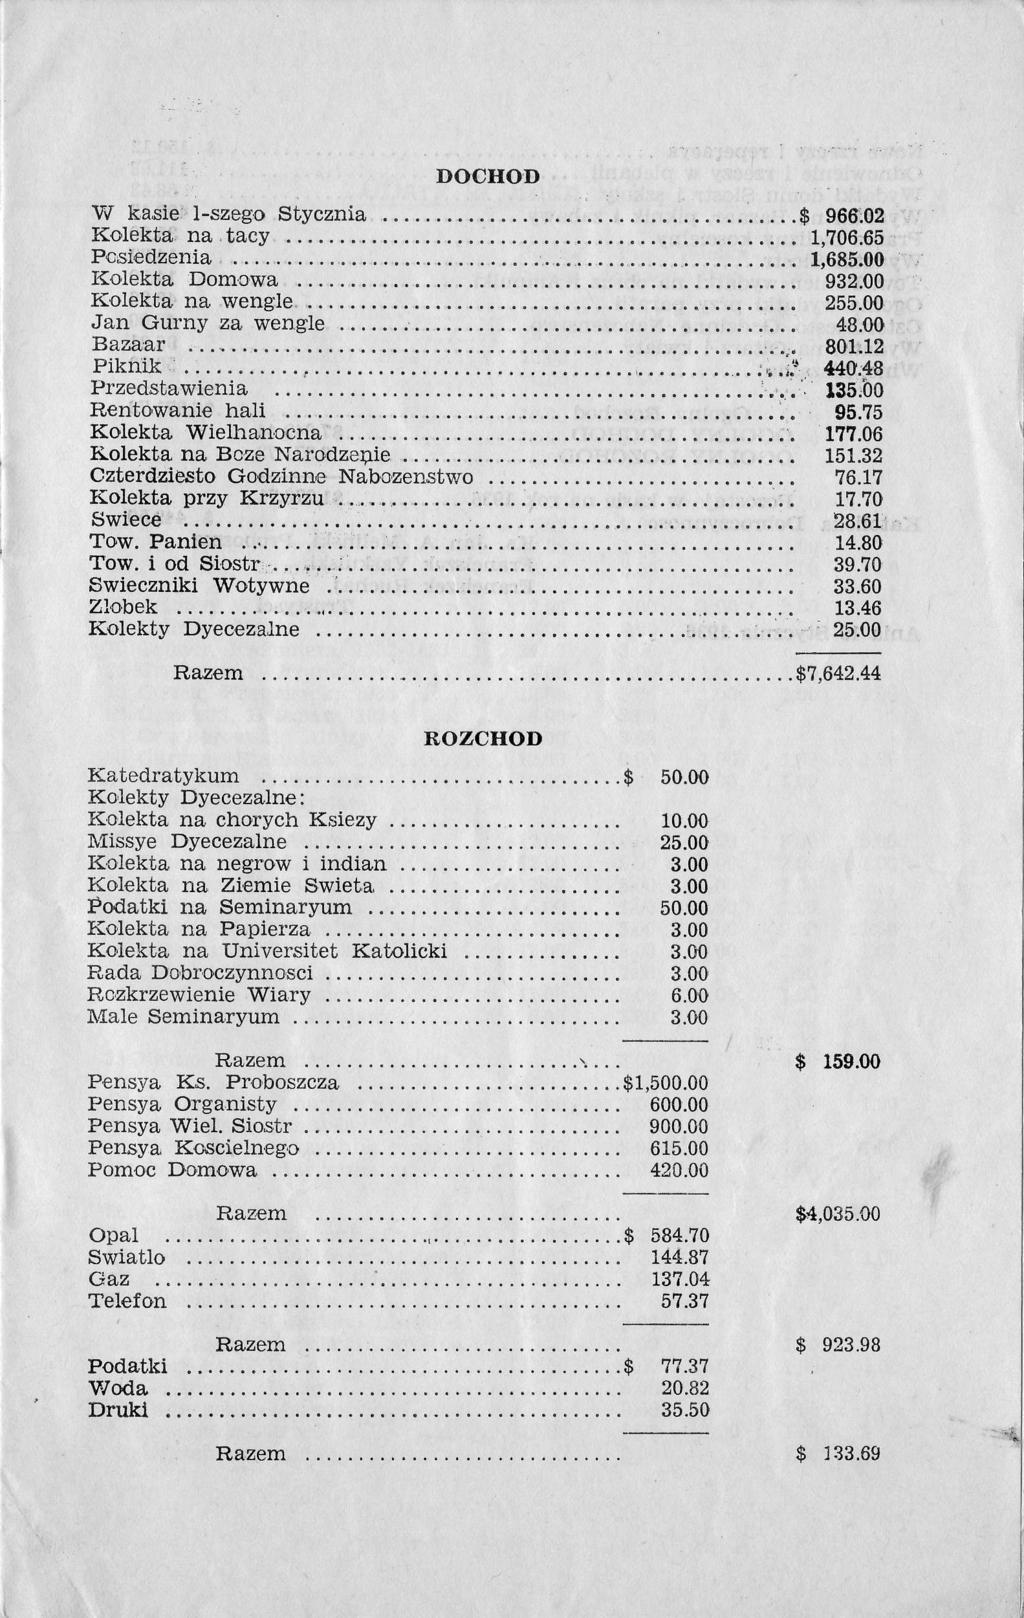 DOCHOD
W kasie 1-szego Stycznia ........................................ $ 966.02
Kolekta na tacy ........................................ 1,706.65
Posiedzenia ........................................ 1,685.00
Kolekta Domowa ........................................ 932.00
Kolekta na wengle ........................................ 255.00
Jan Gurny za wengle ........................................ 48.00
Bazaar ........................................ 801.12
Piknik ........................................ 440.48
Przedstawienia ........................................ 135.00
Rentowanie hali ........................................ 95.75
Kolekta Wielhanocna ........................................ 177.06
Kolekta na Boze Narodzenie ........................................ 151.32
Czterdziesto Godzinne Nabozenstwo ........................................ 76.17
Kolekta przy Krzyrzu ........................................ 17.70
Swiece ........................................ 28.61
Tow. Panien ........................................ 14.80
Tow. i od Siostr ........................................ 39.70
Swieczniki Wotywne ........................................ 33.60
Zlobek ........................................ 13.46
Kolekty Dyecezalne ........................................ 25.00
Razem ........................................ $7,642.44
ROZCHOD
Katedratykum .............................. $ 50.00
Kolekty Dyecezalne:
Kolekta na chorych Ksiezy .............................. 10.00
Missye Dyecezalne .............................. 25.00
Kolekta na negrow i indian .............................. 3.00
Kolekta na Ziemie Swieta .............................. 3.00
Podatki na Seminaryum .............................. 50.00
Kolekta na Papierza .............................. 3.00
Kolekta na Universitet Katolicki .............................. 3.00
Rada Dobroczynnosci .............................. 3.00
Rozkrzewienie Wiary .............................. 6.00
Male Seminaryum .............................. 3.00
Razem .............................. $ 159.00
Pensya Ks. Proboszcza .............................. $1,500.00
Pensya Organisty .............................. 600.00
Pensya Wiel. Siostr .............................. 900.00
Pensya Koscielnego .............................. 615.00
Pomoc Domowa .............................. 420.00
Razem .............................. $4,035.00
Opal .............................. $ 584.70
Swiatlo .............................. 144.87
Gaz .............................. 137.04
Telefon .............................. 57.37
Razem .............................. $ 923.98
Podatki .............................. $ 77.37
Woda .............................. 20.82
Druki .............................. 35.50
Razem .............................. $ 133.69